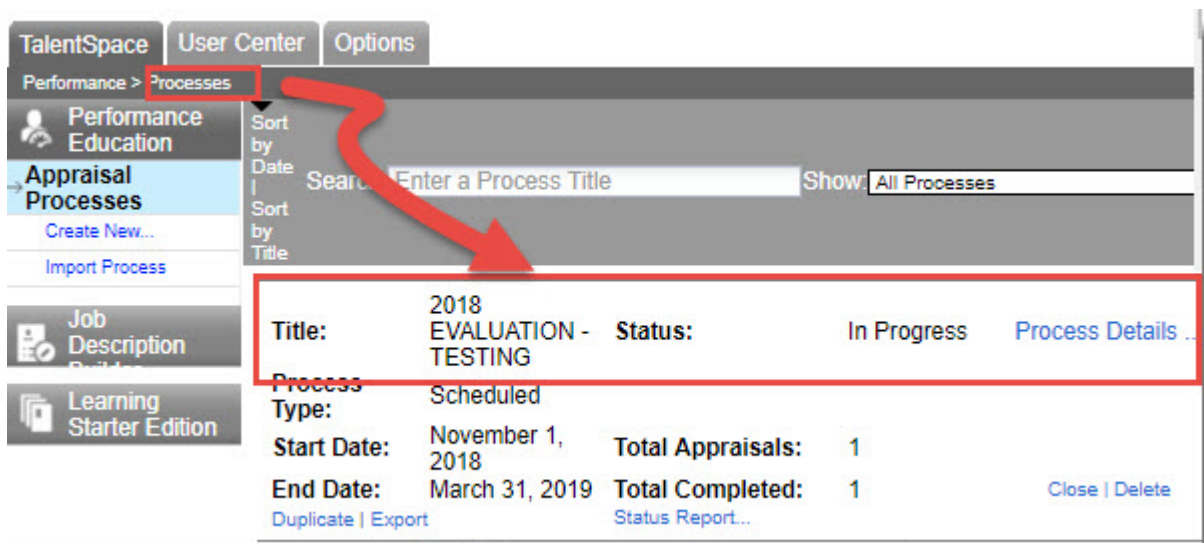 TalentSpace User Center Options
Performance > Processes
Performance
Education
Appraisal
Processes
Create New...
Import Process
Job
Description
Learning
Starter Edition
Sort
by
Date
|
Sort
by
Title
Enter a Process Title
Show: All Processes
Title: 2018 EVALUATION - TESTING Status: In Progress Process Details ..
Process Type: Scheduled
Start Date: November 1, 2018 Total Appraisals: 1
End Date: March 31, 2019 Total Completed: 1 Close | Delete
Duplicate | Export Status Report...